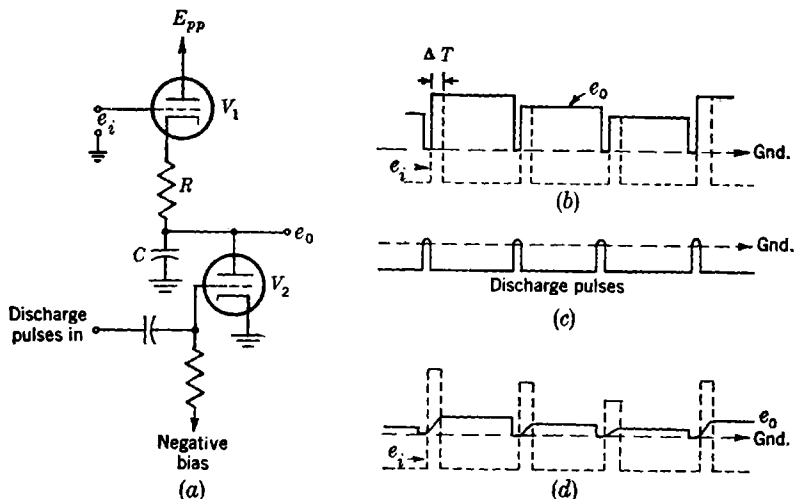 E_pp
V_1
e_i
R
C
e_0
V_2
Discharge
pulses in
Negative
bias
(a)
Δ T
e_0
Gnd.
e_i
(b)
Gnd.
Discharge pulses
(c)
e_0
Gnd.
e_i
(d)